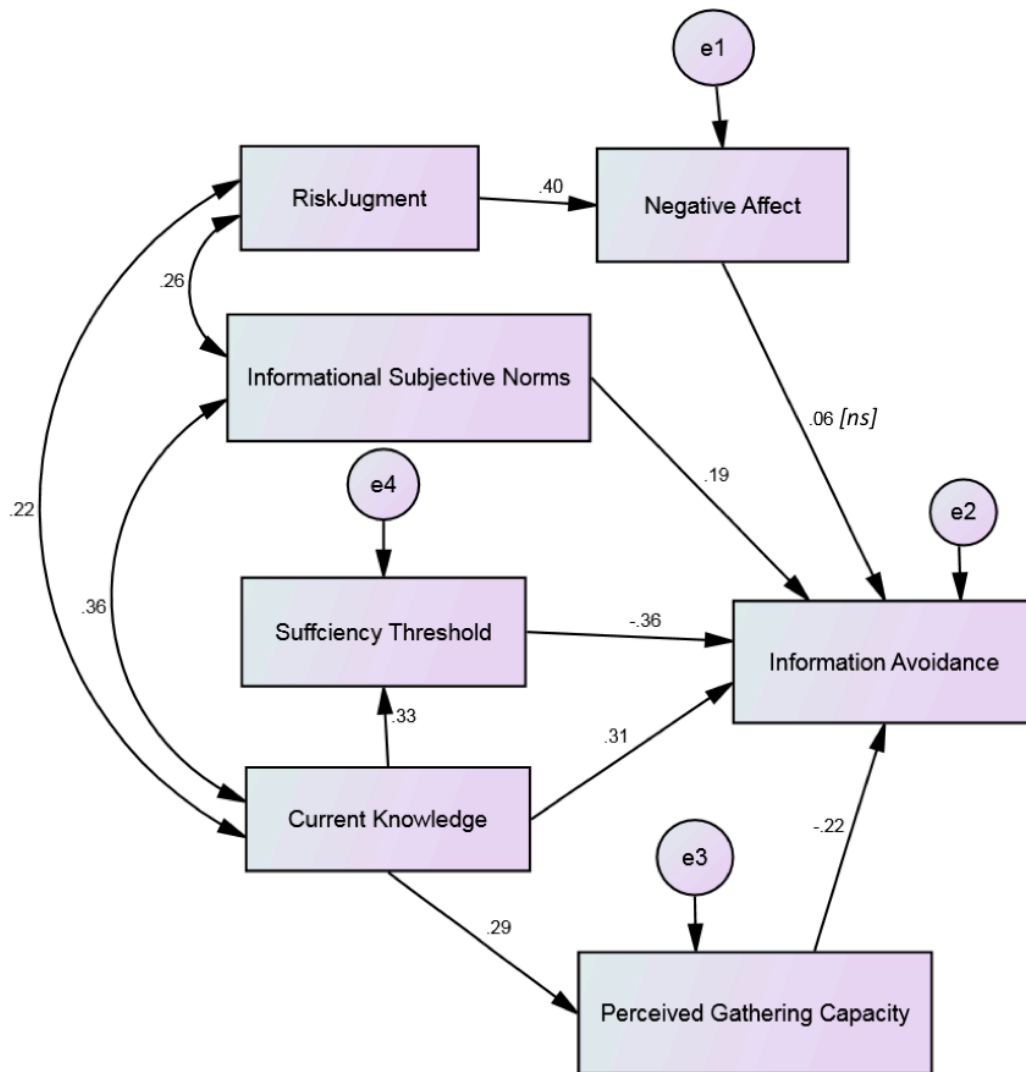 e1
RiskJugment
.40
Negative Affect
.26
Informational Subjective Norms
.06 [ns]
.19
e4
.22
e2
.36
Suffciency Threshold
-.36
Information Avoidance
.33
.31
Current Knowledge
-.22
e3
.29
Perceived Gathering Capacity